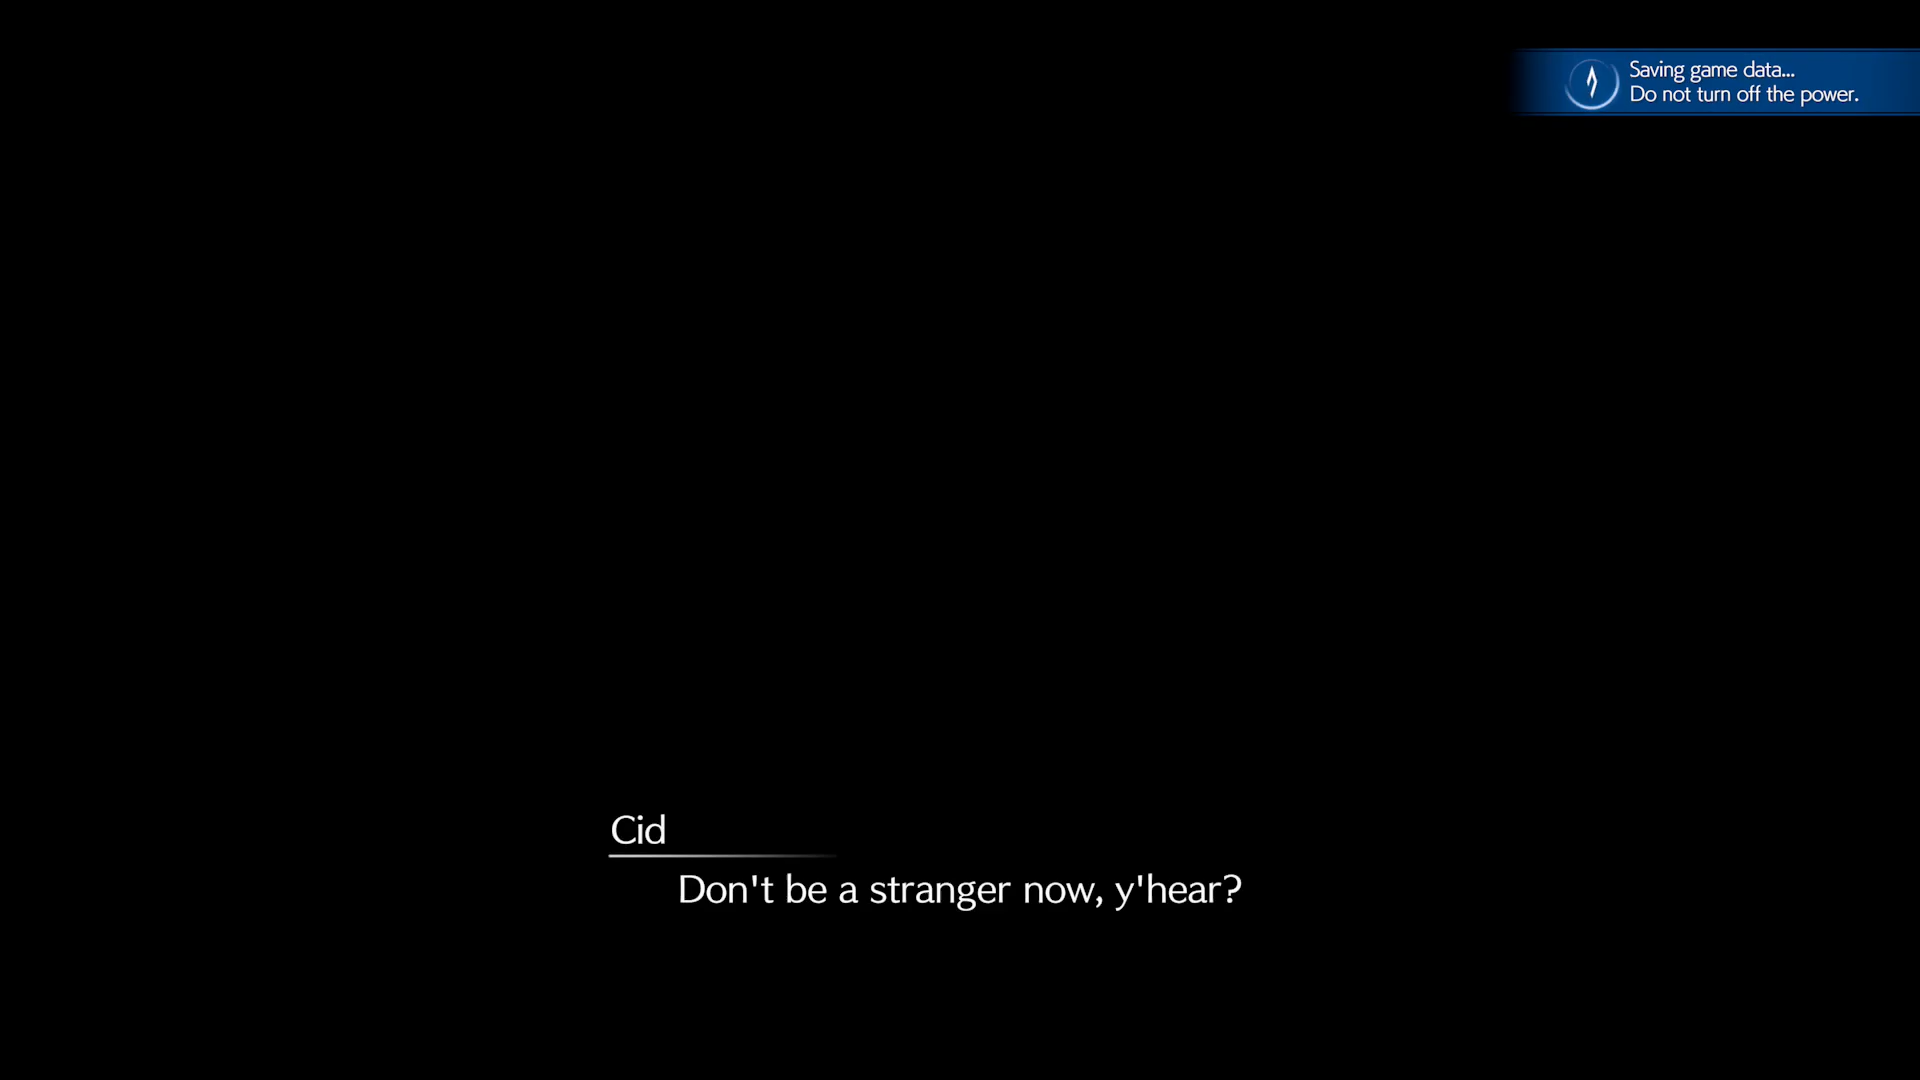 Saving game data...
Do not turn off the power.
Cid
Don't be a stranger now, y'hear?